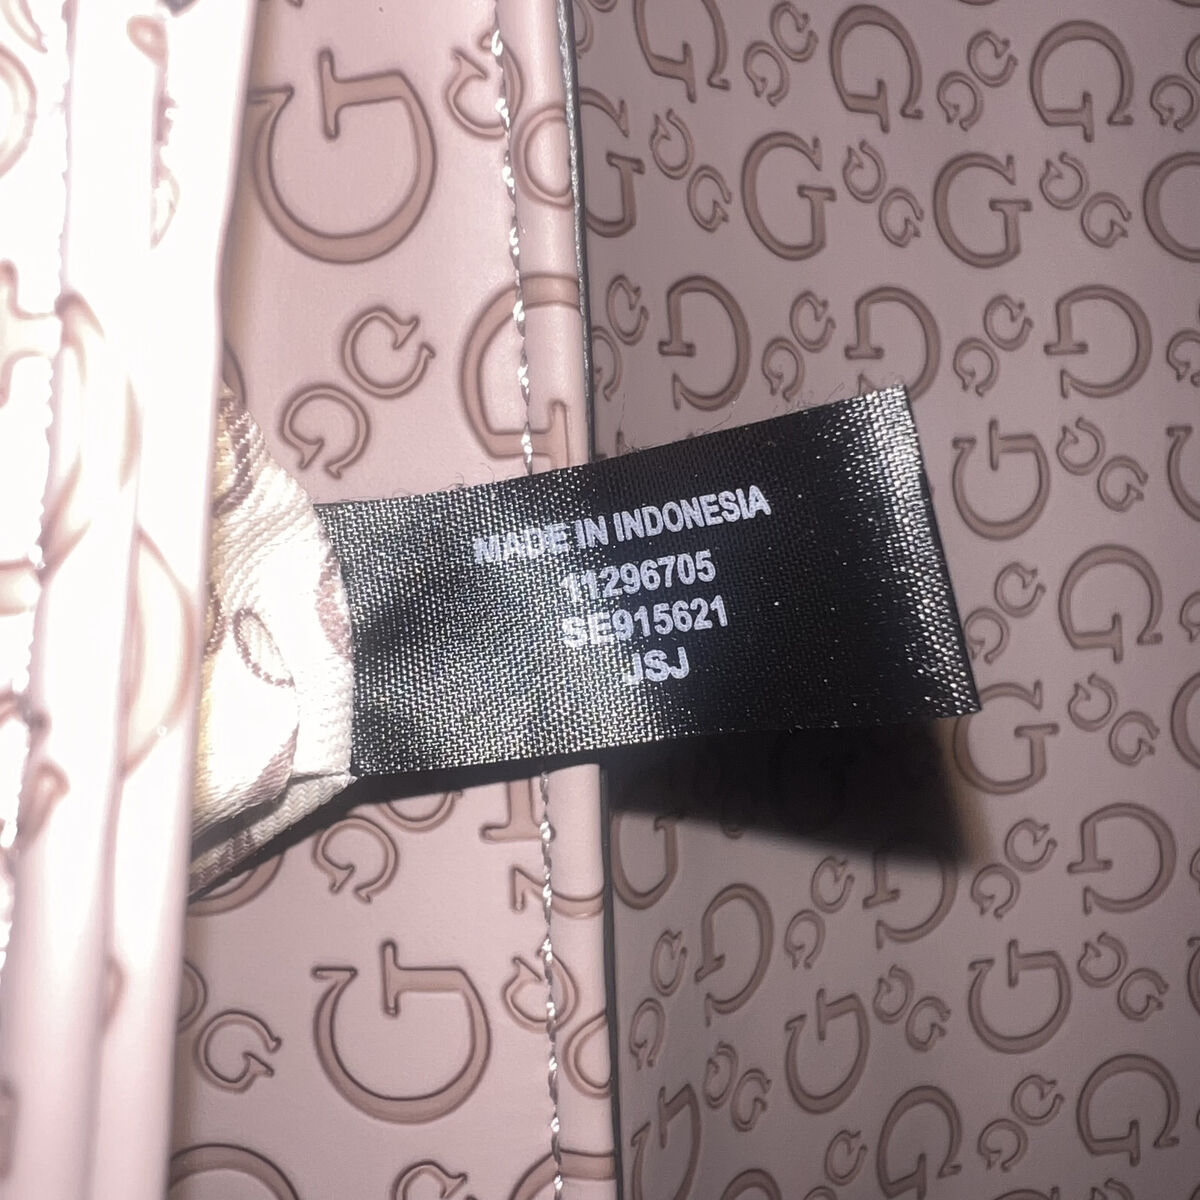 MADE IN INDONESIA
11296705
SE915621
JSJ